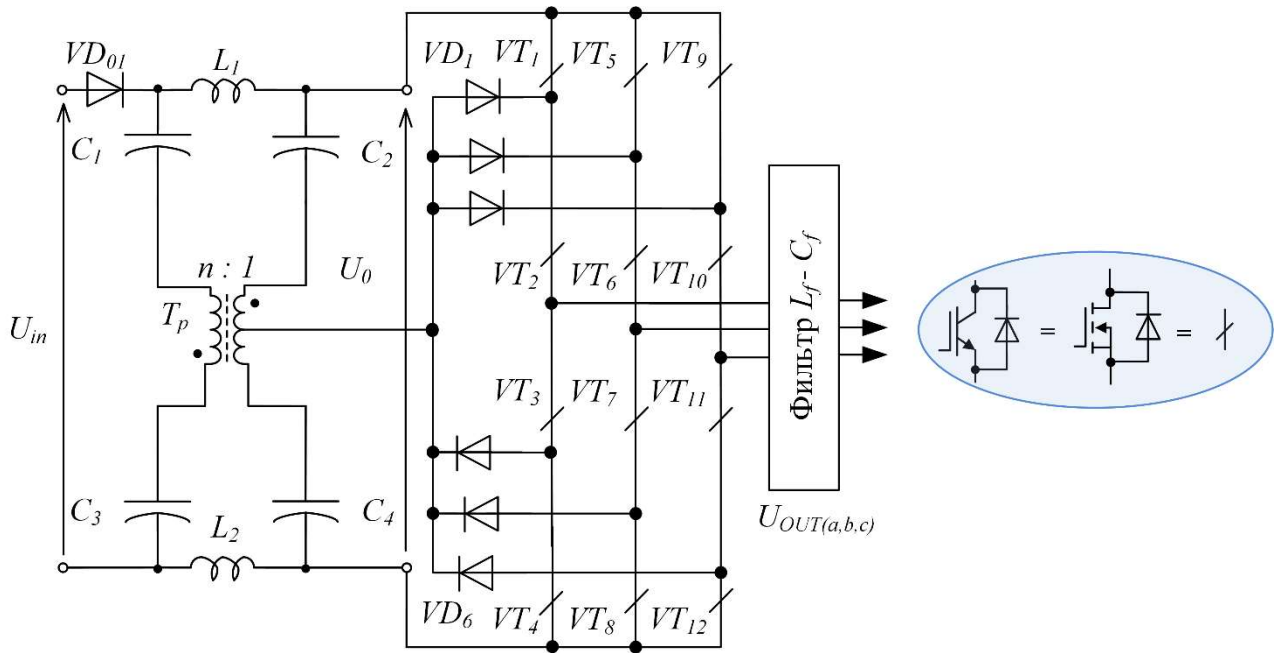 VD01
L1
VD1
VT1
VT5
VT9
C1
C2
n : 1
U0
Tp
Uin
VT2
VT6
VT10
Фильтр Lf - Cf
= = =
VT3
VT7
VT11
C3
L2
C4
UOUT(a,b,c)
VD6
VT4
VT8
VT12